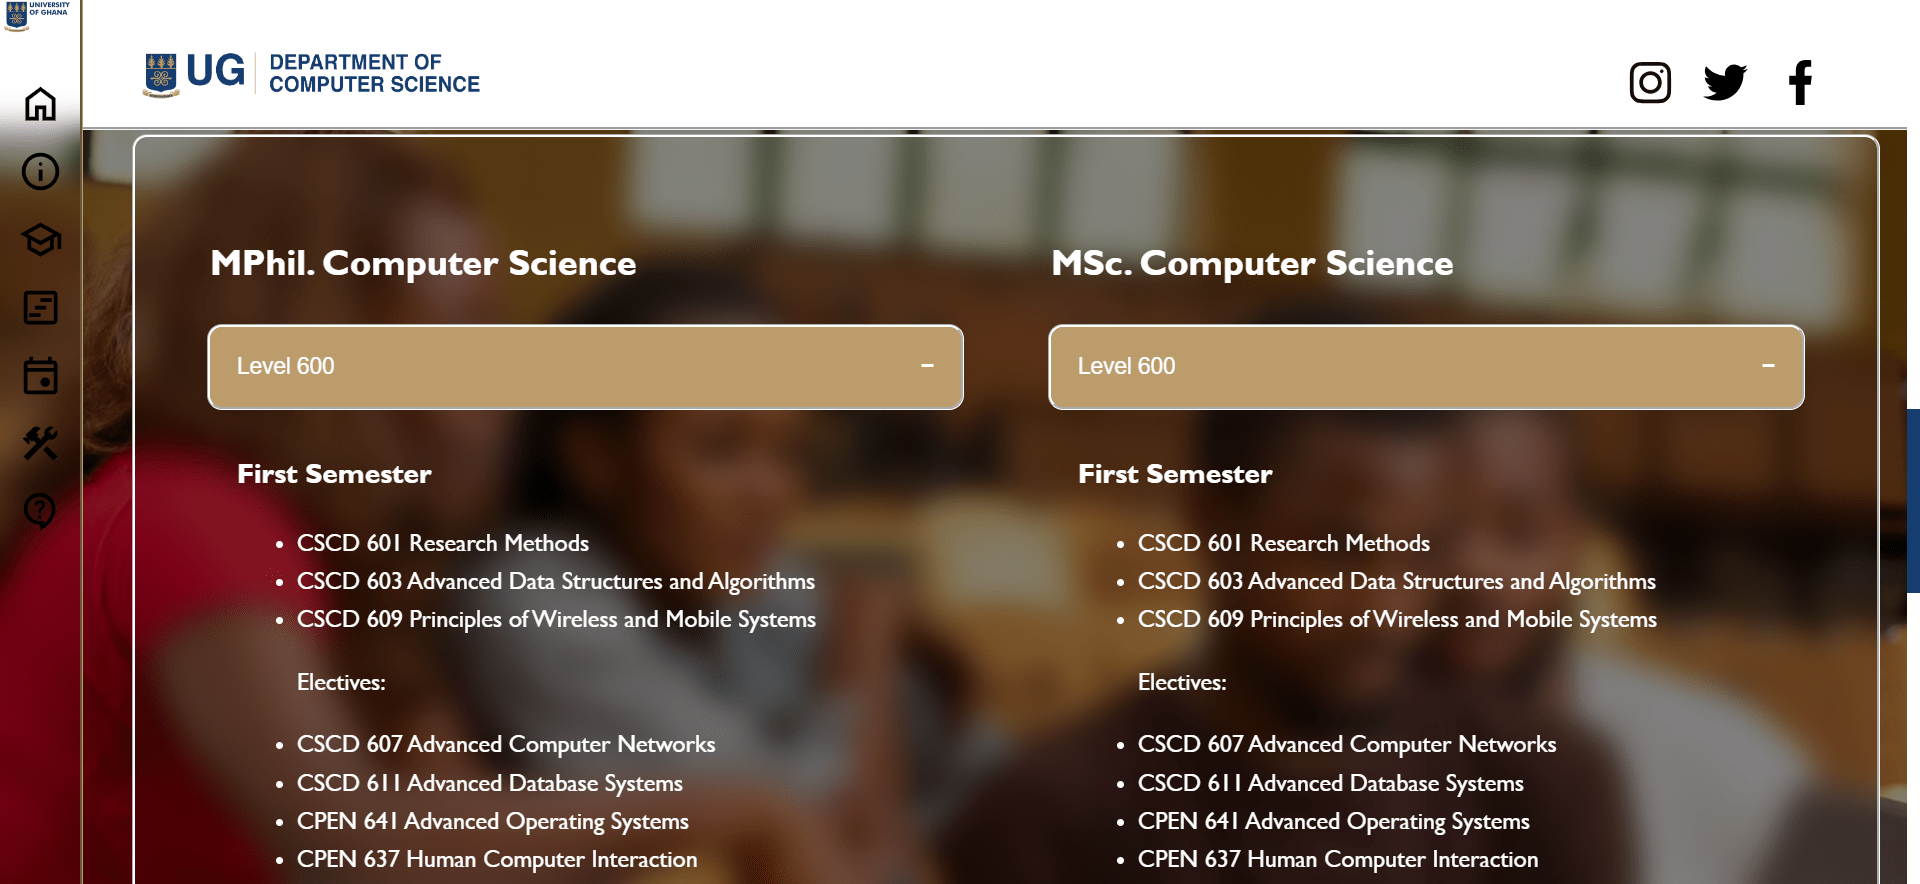 UNIVERSITY
OF GHANA
UG
DEPARTMENT OF
COMPUTER SCIENCE
MPhil. Computer Science
Level 600 –
First Semester
• CSCD 601 Research Methods
• CSCD 603 Advanced Data Structures and Algorithms
• CSCD 609 Principles of Wireless and Mobile Systems
Electives:
• CSCD 607 Advanced Computer Networks
• CSCD 611 Advanced Database Systems
• CPEN 641 Advanced Operating Systems
• CPEN 637 Human Computer Interaction
MSc. Computer Science
Level 600 –
First Semester
• CSCD 601 Research Methods
• CSCD 603 Advanced Data Structures and Algorithms
• CSCD 609 Principles of Wireless and Mobile Systems
Electives:
• CSCD 607 Advanced Computer Networks
• CSCD 611 Advanced Database Systems
• CPEN 641 Advanced Operating Systems
• CPEN 637 Human Computer Interaction